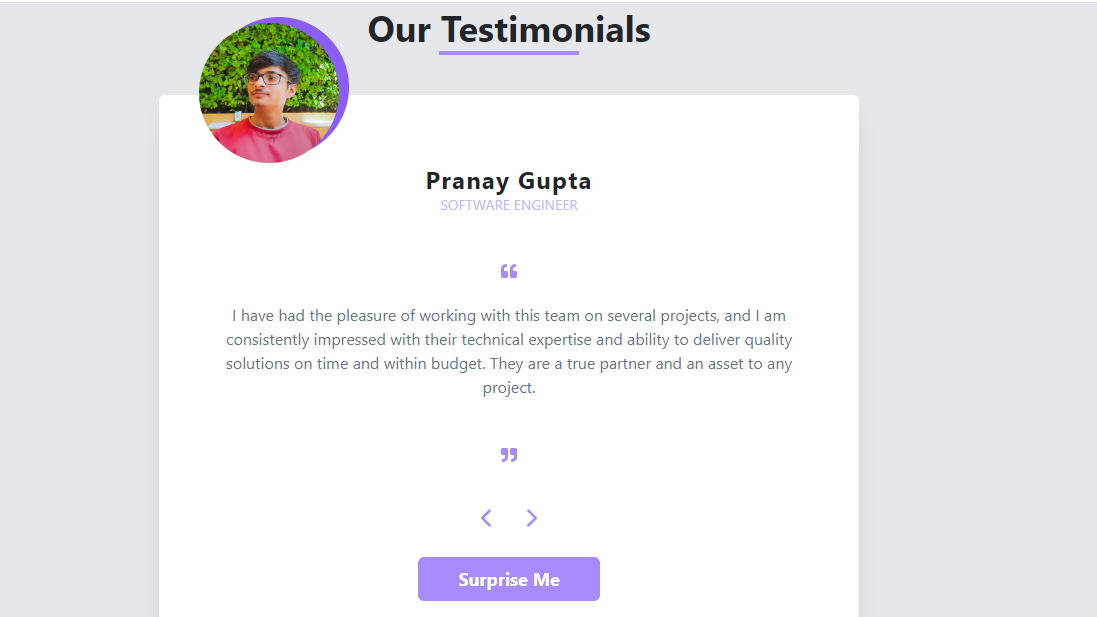 Our Testimonials
Pranay Gupta
SOFTWARE ENGINEER
“
I have had the pleasure of working with this team on several projects, and I am
consistently impressed with their technical expertise and ability to deliver quality
solutions on time and within budget. They are a true partner and an asset to any
project.
”
Surprise Me